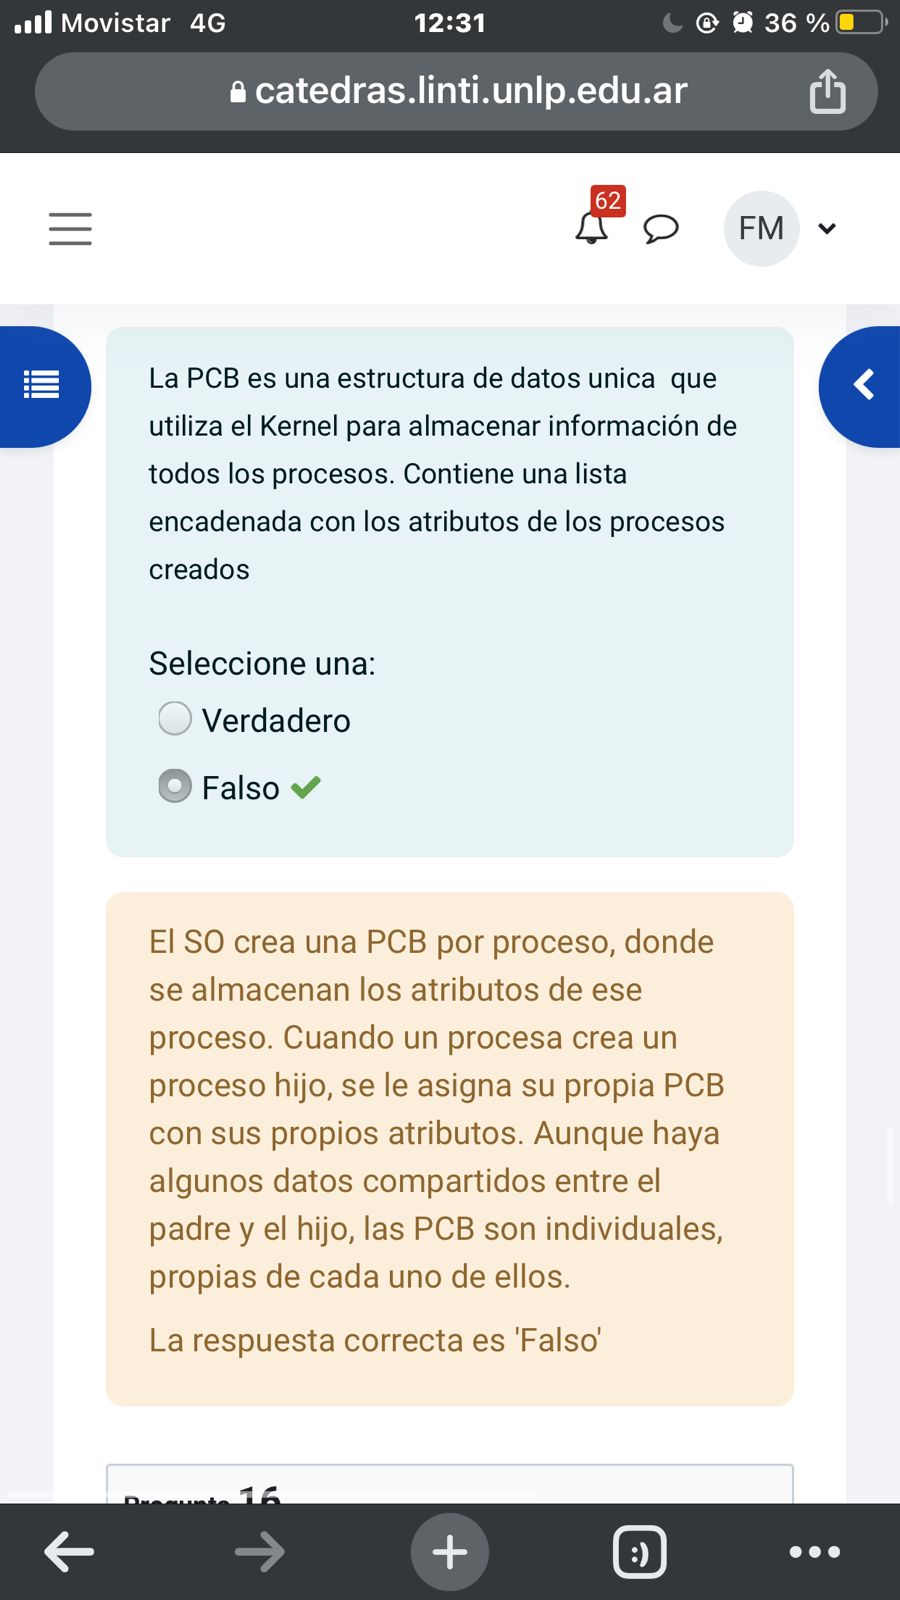 Movistar 4G 12:31 36 %
catedras.linti.unlp.edu.ar
62
FM
La PCB es una estructura de datos unica que
utiliza el Kernel para almacenar información de
todos los procesos. Contiene una lista
encadenada con los atributos de los procesos
creados
Seleccione una:
Verdadero
Falso
El SO crea una PCB por proceso, donde
se almacenan los atributos de ese
proceso. Cuando un procesa crea un
proceso hijo, se le asigna su propia PCB
con sus propios atributos. Aunque haya
algunos datos compartidos entre el
padre y el hijo, las PCB son individuales,
propias de cada uno de ellos.
La respuesta correcta es 'Falso'
Pregunta 16
:)